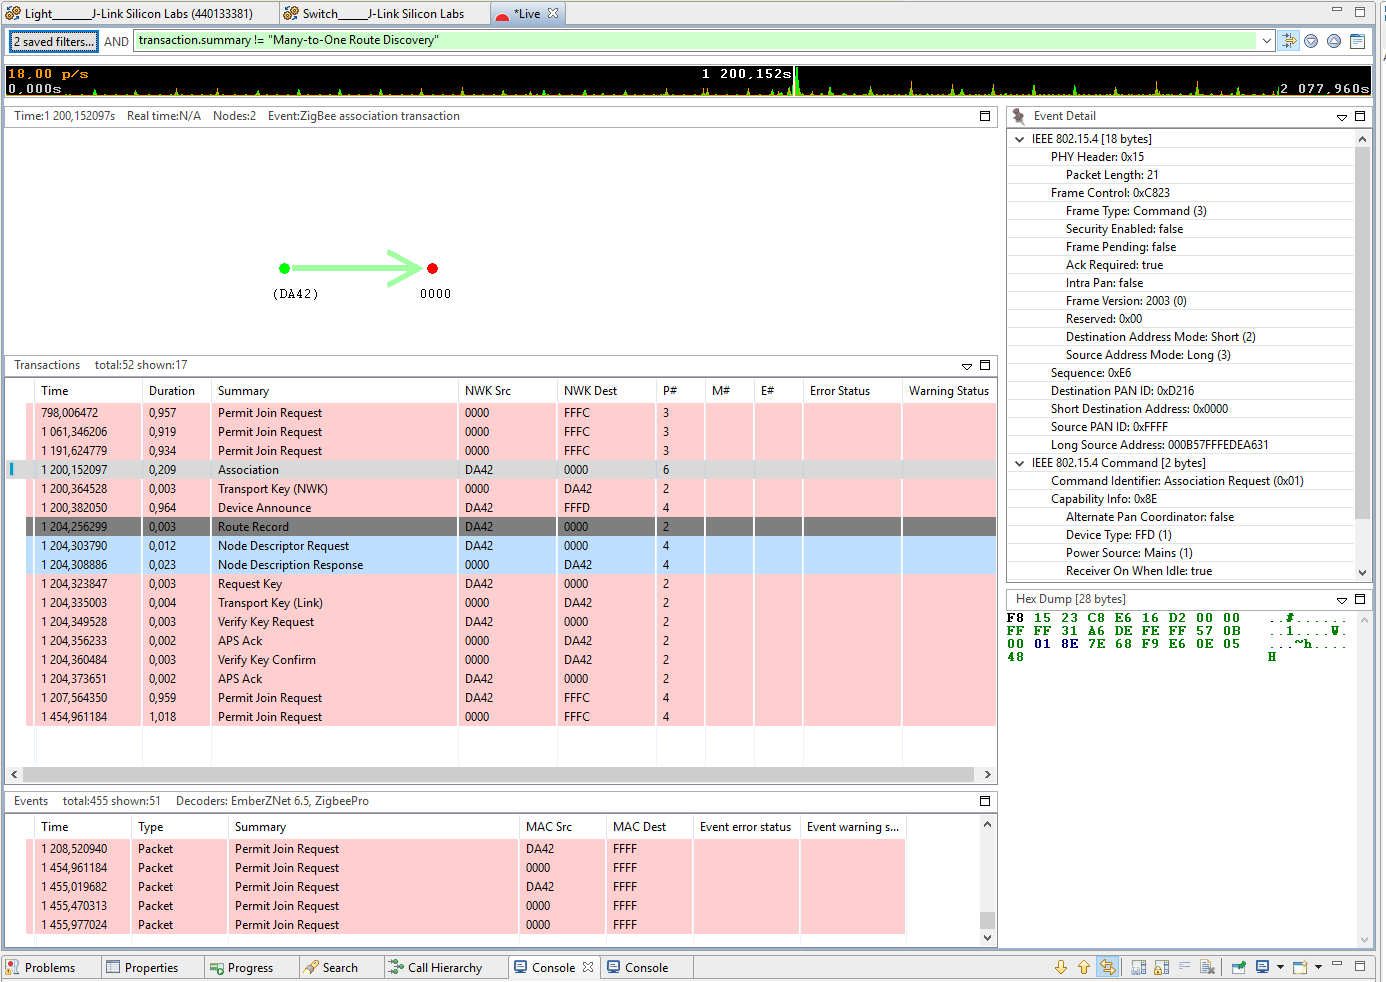 Light_______J-Link Silicon Labs (440133381)
Switch_____J-Link Silicon Labs
*Live
2 saved filters... AND transaction.summary != "Many-to-One Route Discovery"
18,00 p/s
1 200,152s
0,000s
2 077,960s
Time:1 200,152097s Real time:N/A Nodes:2 Event:ZigBee association transaction
(DA42)
0000
Transactions total:52 shown:17
Time Duration Summary NWK Src NWK Dest P# M# E# Error Status Warning Status
798,006472 0,957 Permit Join Request 0000 FFFC 3
1 061,346206 0,919 Permit Join Request 0000 FFFC 3
1 191,624779 0,934 Permit Join Request 0000 FFFC 3
1 200,152097 0,209 Association DA42 0000 6
1 200,364528 0,003 Transport Key (NWK) 0000 DA42 2
1 200,382050 0,964 Device Announce DA42 FFFD 4
1 204,256299 0,003 Route Record DA42 0000 2
1 204,303790 0,012 Node Descriptor Request DA42 0000 4
1 204,308886 0,023 Node Description Response DA42 0000 4
1 204,323847 0,003 Request Key DA42 0000 2
1 204,335003 0,004 Transport Key (Link) 0000 DA42 2
1 204,349528 0,003 Verify Key Request DA42 0000 2
1 204,356233 0,002 APS Ack 0000 DA42 2
1 204,360484 0,003 Verify Key Confirm 0000 DA42 2
1 204,373651 0,002 APS Ack DA42 0000 2
1 207,564350 0,959 Permit Join Request DA42 FFFC 4
1 454,961184 1,018 Permit Join Request 0000 FFFC 4
Events total:455 shown:51 Decoders: EmberZNet 6.5, ZigbeePro
Time Type Summary MAC Src MAC Dest Event error status Event warning s...
1 208,520940 Packet Permit Join Request DA42 FFFF
1 454,961184 Packet Permit Join Request 0000 FFFF
1 455,019682 Packet Permit Join Request DA42 FFFF
1 455,470313 Packet Permit Join Request 0000 FFFF
1 455,977024 Packet Permit Join Request 0000 FFFF
Event Detail
IEEE 802.15.4 [18 bytes]
PHY Header: 0x15
Packet Length: 21
Frame Control: 0xC823
Frame Type: Command (3)
Security Enabled: false
Frame Pending: false
Ack Required: true
Intra Pan: false
Frame Version: 2003 (0)
Reserved: 0x00
Destination Address Mode: Short (2)
Source Address Mode: Long (3)
Sequence: 0xE6
Destination PAN ID: 0xD216
Short Destination Address: 0x0000
Source PAN ID: 0xFFFF
Long Source Address: 000B57FFFEDEA631
IEEE 802.15.4 Command [2 bytes]
Command Identifier: Association Request (0x01)
Capability Info: 0x8E
Alternate Pan Coordinator: false
Device Type: FFD (1)
Power Source: Mains (1)
Receiver On When Idle: true
Hex Dump [28 bytes]
F8 15 23 C8 E6 16 D2 00 00 ..#......
FF FF 31 A6 DE FE FF 57 0B ..1....W.
00 01 8E 7E 68 F9 E6 0E 05 ...~h....
48 H
Problems Properties Progress Search Call Hierarchy Console Console